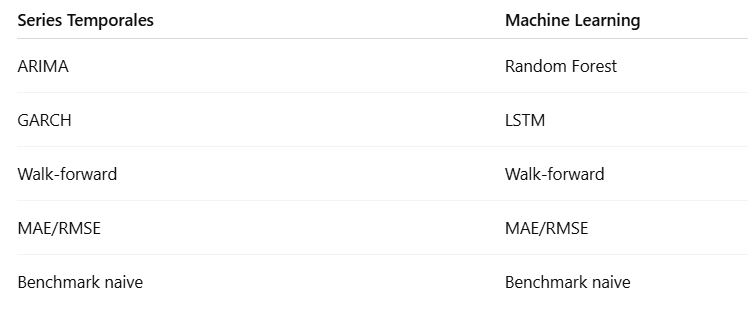 Series Temporales Machine Learning
ARIMA Random Forest
GARCH LSTM
Walk-forward Walk-forward
MAE/RMSE MAE/RMSE
Benchmark naive Benchmark naive